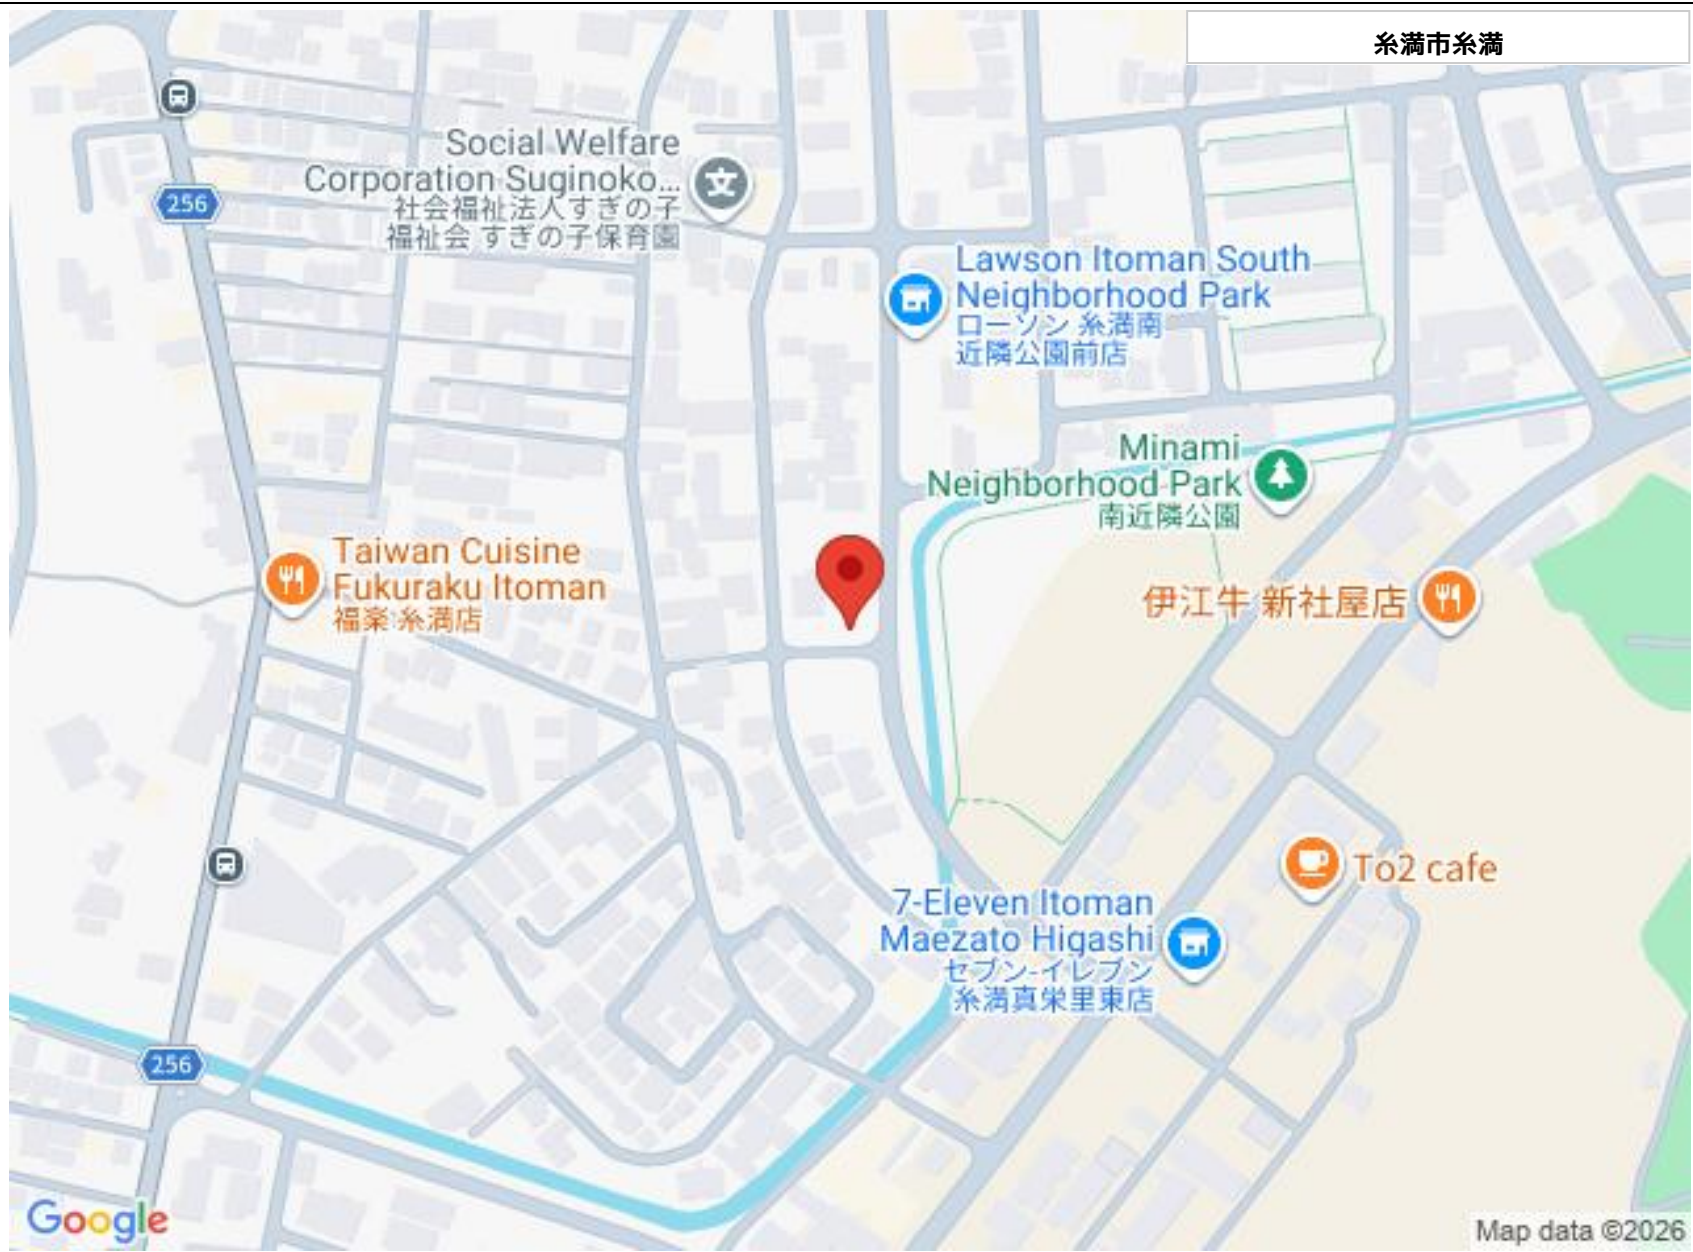 糸満市糸満
256
Social Welfare
Corporation Suginoko...
社会福祉法人すぎの子
福祉会 すぎの子保育園
Lawson Itoman South
Neighborhood Park
ローソン 糸満南
近隣公園前店
Minami
Neighborhood Park
南近隣公園
Taiwan Cuisine
Fukuraku Itoman
福楽 糸満店
伊江牛 新社屋店
To2 cafe
7-Eleven Itoman
Maezato Higashi
セブン-イレブン
糸満真栄里東店
256
Google
Map data ©2026